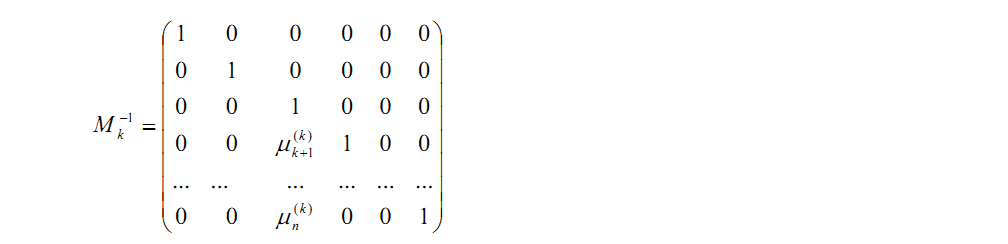 1 0 0 0 0 0
0 1 0 0 0 0
0 0 1 0 0 0
M_k^{-1} = 0 0 μ_{k+1}^{(k)} 1 0 0
... ... ... ... ... ...
0 0 μ_n^{(k)} 0 0 1